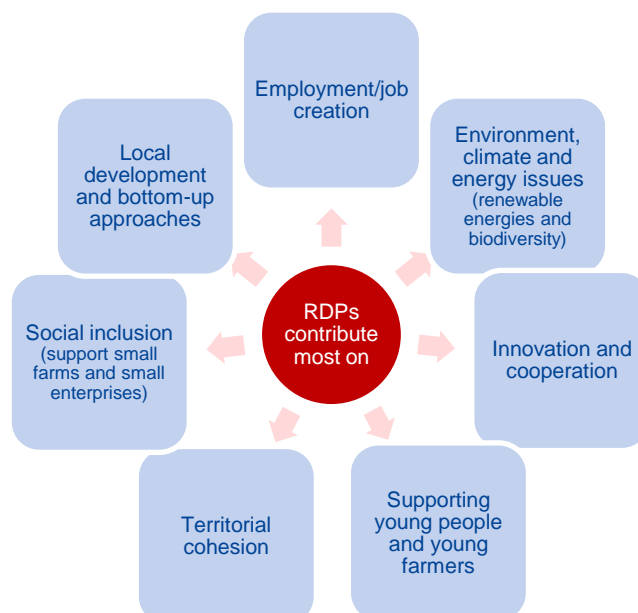 Employment/job
creation
Environment,
climate and
energy issues
(renewable
energies and
biodiversity)
Innovation and
cooperation
Supporting
young people
and young
farmers
Territorial
cohesion
Social inclusion
(support small
farms and small
enterprises)
Local
development
and bottom-up
approaches
RDPs
contribute
most on